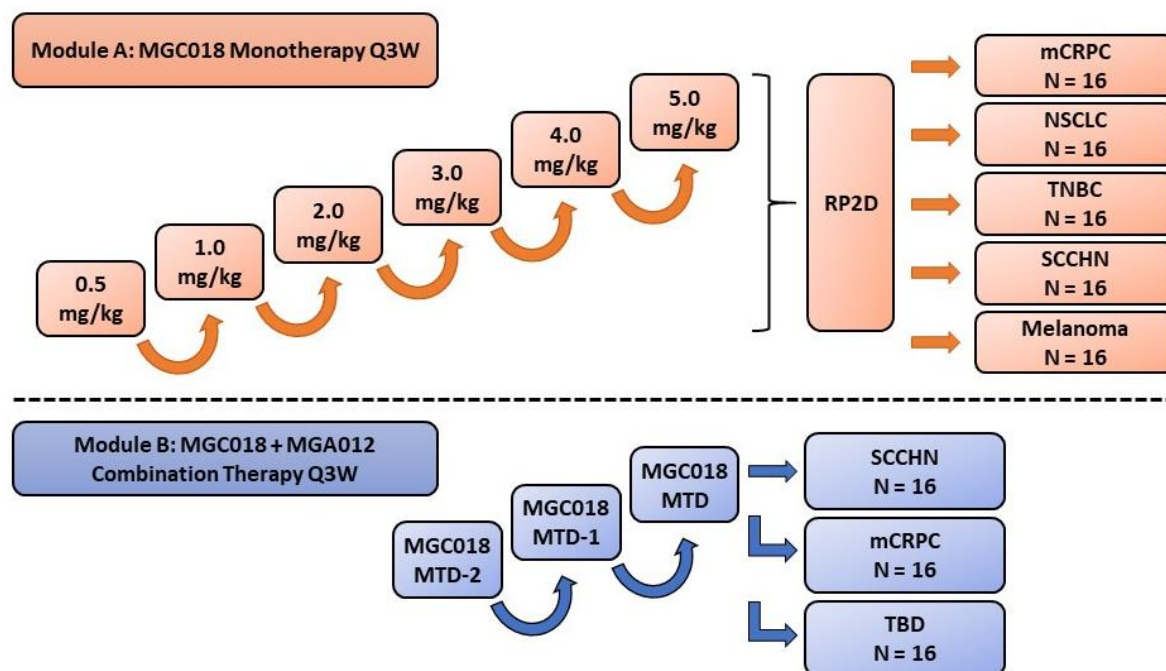 Module A: MGC018 Monotherapy Q3W
0.5
mg/kg
1.0
mg/kg
2.0
mg/kg
3.0
mg/kg
4.0
mg/kg
5.0
mg/kg
RP2D
mCRPC
N = 16
NSCLC
N = 16
TNBC
N = 16
SCCHN
N = 16
Melanoma
N = 16
Module B: MGC018 + MGA012
Combination Therapy Q3W
MGC018
MTD-2
MGC018
MTD-1
MGC018
MTD
SCCHN
N = 16
mCRPC
N = 16
TBD
N = 16